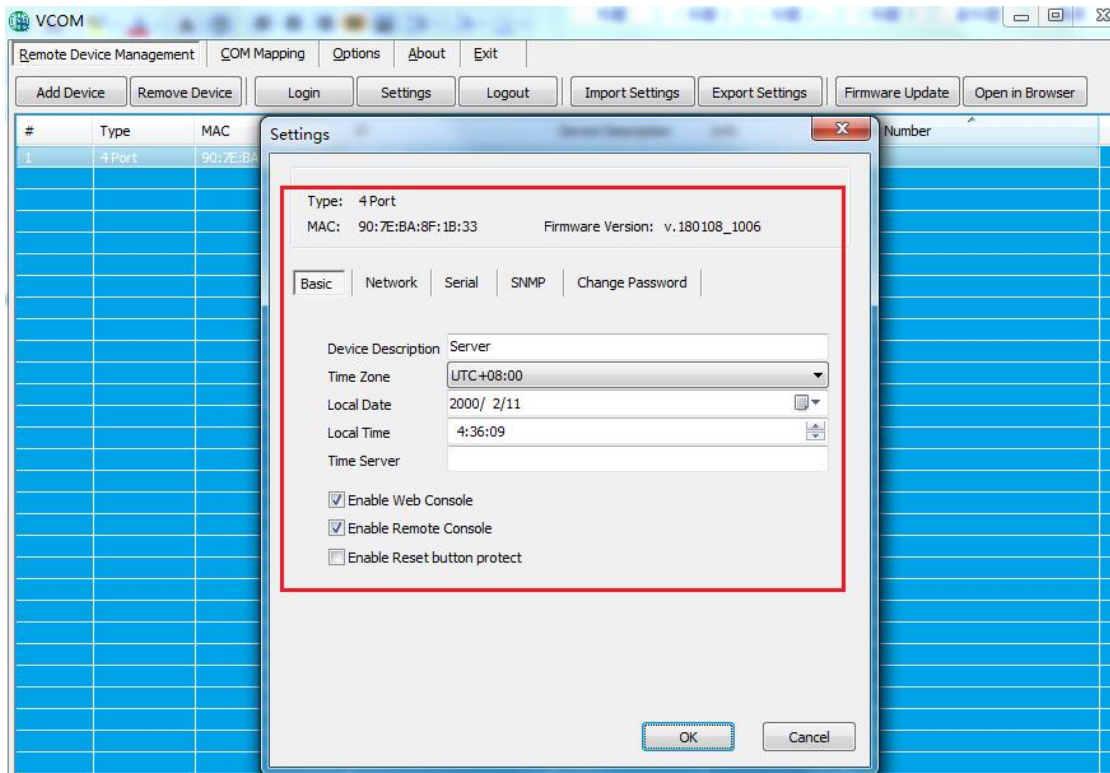 VCOM
Remote Device Management COM Mapping Options About Exit
Add Device Remove Device Login Settings Logout Import Settings Export Settings Firmware Update Open in Browser
# Type MAC Number
1 4 Port 90:7E:BA
Settings
Type: 4 Port
MAC: 90:7E:BA:8F:1B:33 Firmware Version: v.180108_1006
Basic Network Serial SNMP Change Password
Device Description Server
Time Zone UTC+08:00
Local Date 2000/ 2/11
Local Time 4:36:09
Time Server
Enable Web Console
Enable Remote Console
Enable Reset button protect
OK Cancel